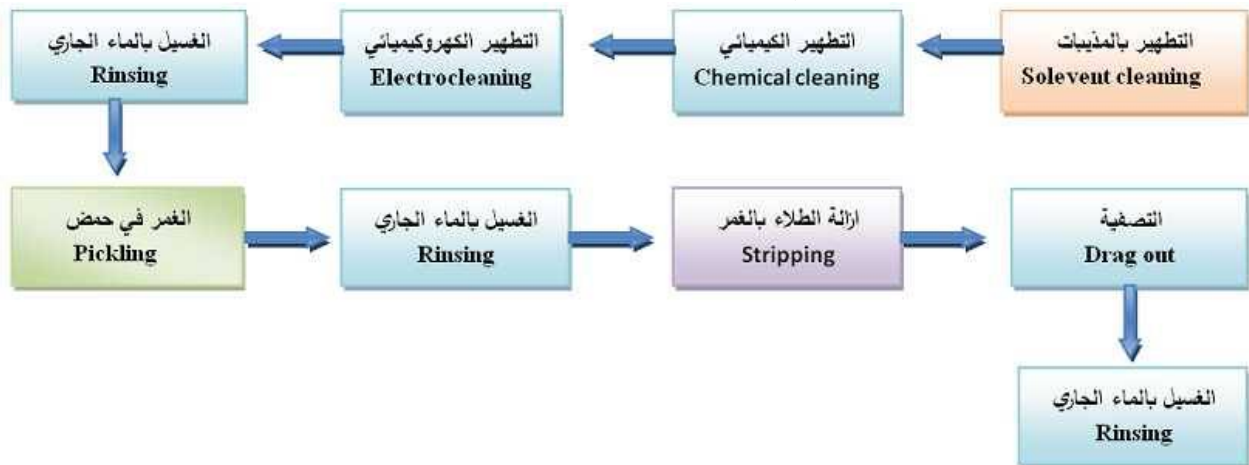 التطهير بالمذيبات
Solevent cleaning
التطهير الكيميائي
Chemical cleaning
التطهير الكهروكيميائي
Electrocleaning
الغسيل بالماء الجاري
Rinsing
الغمر في حمض
Pickling
الغسيل بالماء الجاري
Rinsing
ازالة الطلاء بالغمر
Stripping
التصفية
Drag out
الغسيل بالماء الجاري
Rinsing